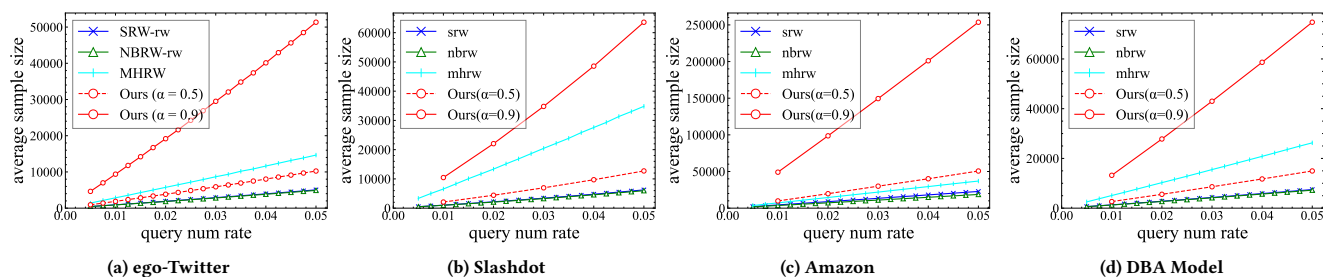 average sample size
50000
40000
30000
20000
10000
0
SRW-rw
NBRW-rw
MHRW
Ours (α = 0.5)
Ours (α = 0.9)
0.00 0.01 0.02 0.03 0.04 0.05
query num rate
(a) ego-Twitter
average sample size
60000
50000
40000
30000
20000
10000
0
srw
nbrw
mhrw
Ours(α=0.5)
Ours(α=0.9)
0.00 0.01 0.02 0.03 0.04 0.05
query num rate
(b) Slashdot
average sample size
250000
200000
150000
100000
50000
0
srw
nbrw
mhrw
Ours(α=0.5)
Ours(α=0.9)
0.00 0.01 0.02 0.03 0.04 0.05
query num rate
(c) Amazon
average sample size
60000
40000
20000
0
srw
nbrw
mhrw
Ours(α=0.5)
Ours(α=0.9)
0.00 0.01 0.02 0.03 0.04 0.05
query num rate
(d) DBA Model